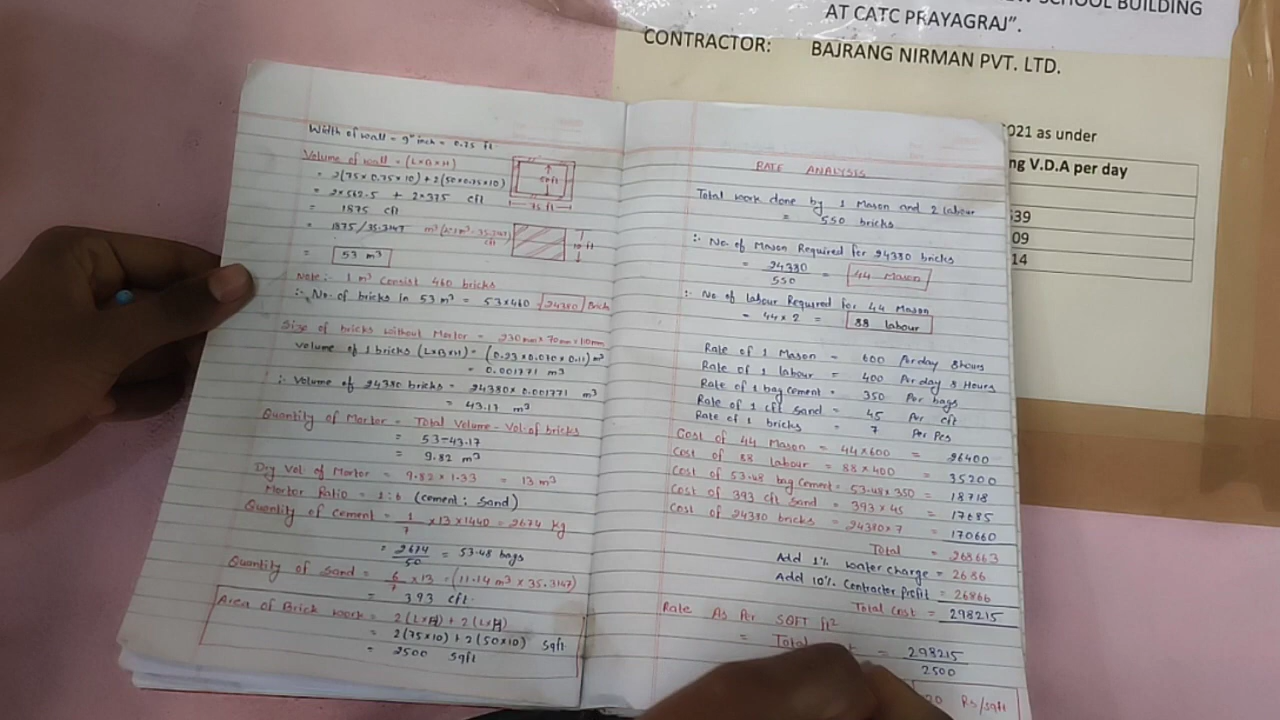 SCHOOL BUILDING
AT CATC PRAYAGRAJ".
CONTRACTOR: BAJRANG NIRMAN PVT. LTD.
2021 as under
ng V.D.A per day
39
09
14
Width of wall = 9" inch = 0.75 ft
Volume of wall = (L×B×H)
= 2(75×0.75×10)+2(50×0.75×10)
= 2×562.5 + 2×375 cft
= 1875 cft
= 1875/35.3147 m³ (∵1m³=35.3147) cft
= 53 m³
75 ft
10 ft
Note:- 1 m³ consist 460 bricks
∴ No. of bricks in 53 m³ = 53×460 24380 Bricks
Size of bricks without Mortor = 230mm×70mm×110mm
Volume of 1 bricks (L×B×H) = (0.23×0.070×0.11) m³
= 0.001771 m³
∴ Volume of 24380 bricks = 24380×0.001771 m³
= 43.17 m³
Quantity of Mortor = Total Volume - Vol. of bricks
= 53-43.17
= 9.82 m³
Dry Vol. of Mortor = 9.82×1.33 = 13 m³
Mortor Ratio = 1:6 (cement: Sand)
Quantity of Cement = 1/7 ×13×1440 = 2674 kg
= 2674/50 = 53.48 bags
Quantity of Sand = 6/7 ×13 = (11.14 m³ × 35.3147)
= 393 cft.
Area of Brick work = 2(L×H)+2(L×H)
= 2(75×10)+2(50×10) sqft
= 2500 sqft
RATE ANALYSIS
Total work done by 1 Mason and 2 labour
= 550 bricks
∴ No. of Mason Required for 24380 bricks
= 24380/550 = 44 Mason
∴ No of labour Required for 44 Mason
= 44×2 = 88 labour
Rate of 1 Mason = 600 Per day 8 hours
Rate of 1 labour = 400 Per day 8 Hours
Rate of 1 bag cement = 350 Per bags
Rate of 1 cft sand = 45 Per cft
Rate of 1 bricks = 7 Per Pcs
Cost of 44 Mason = 44×600 = 26400
Cost of 88 labour = 88×400 = 35200
Cost of 53.48 bag cement = 53.48×350 = 18718
Cost of 393 cft sand = 393×45 = 17685
Cost of 24380 bricks = 24380×7 = 170660
Total = 268663
Add 1% water charge = 2686
Add 10% Contractor profit = 26866
Total Cost = 298215
Rate As Per SQFT ft²
= 298215/2500
Rs/sqft